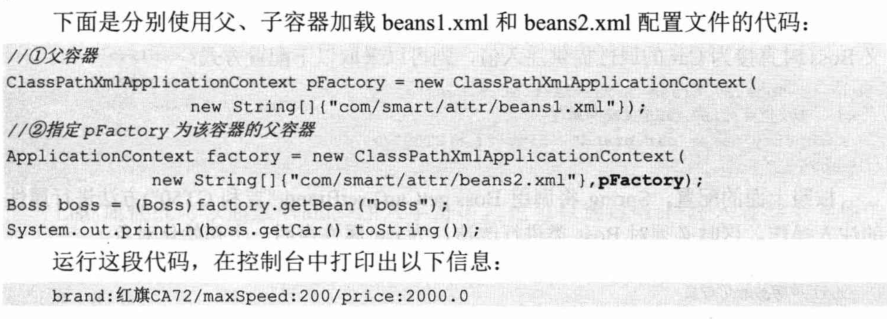 下面是分别使用父、子容器加载 beans1.xml 和 beans2.xml 配置文件的代码：
//①父容器
ClassPathXmlApplicationContext pFactory = new ClassPathXmlApplicationContext(
new String[]{"com/smart/attr/beans1.xml"});
//②指定 pFactory 为该容器的父容器
ApplicationContext factory = new ClassPathXmlApplicationContext(
new String[]{"com/smart/attr/beans2.xml"},pFactory);
Boss boss = (Boss)factory.getBean("boss");
System.out.println(boss.getCar().toString());
运行这段代码，在控制台中打印出以下信息：
brand:红旗CA72/maxSpeed:200/price:2000.0